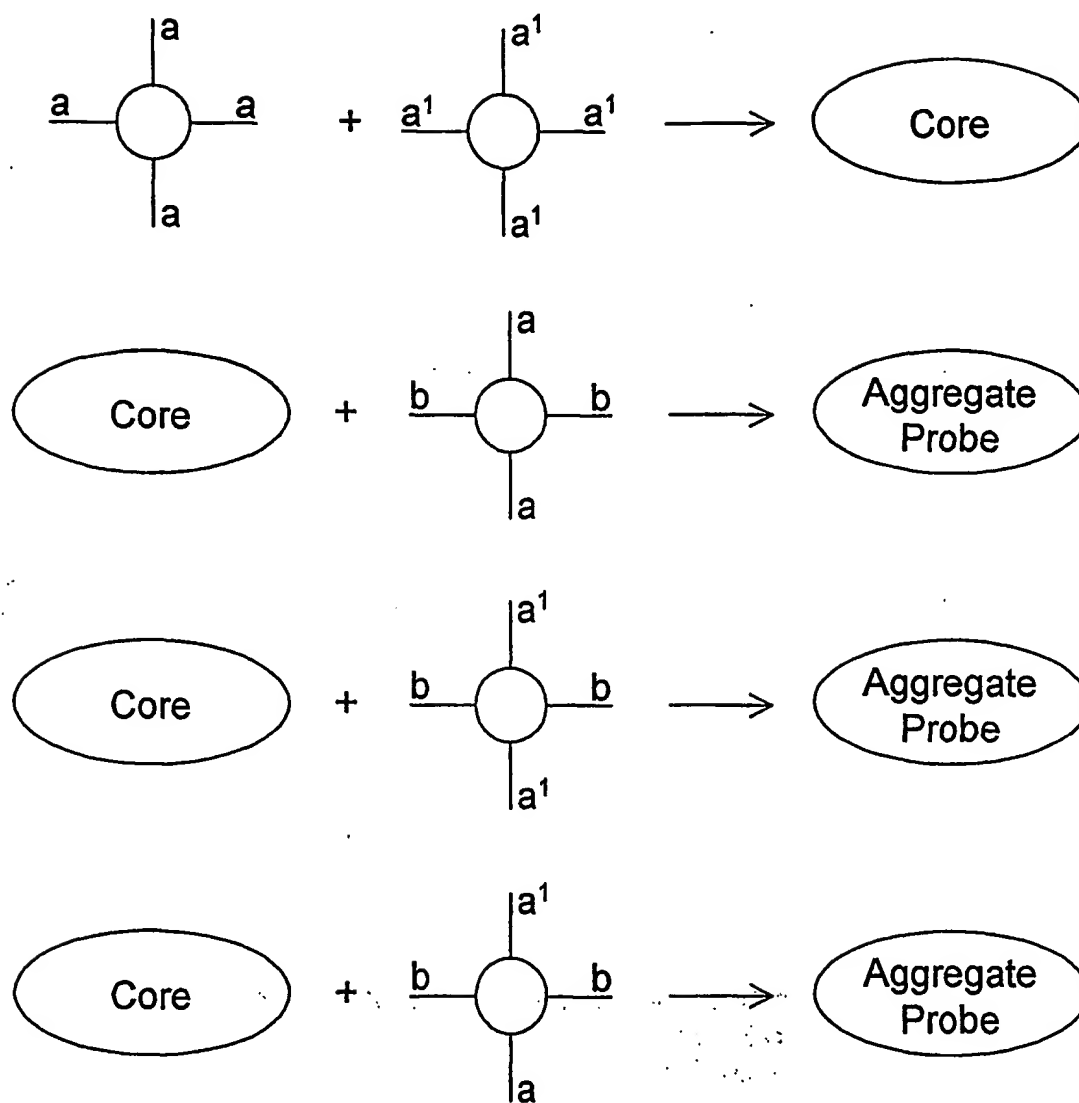 a a¹
a a + a¹ a¹ → Core
a a¹
a
Core + b b → Aggregate Probe
a
a¹
Core + b b → Aggregate Probe
a¹
a¹
Core + b b → Aggregate Probe
a